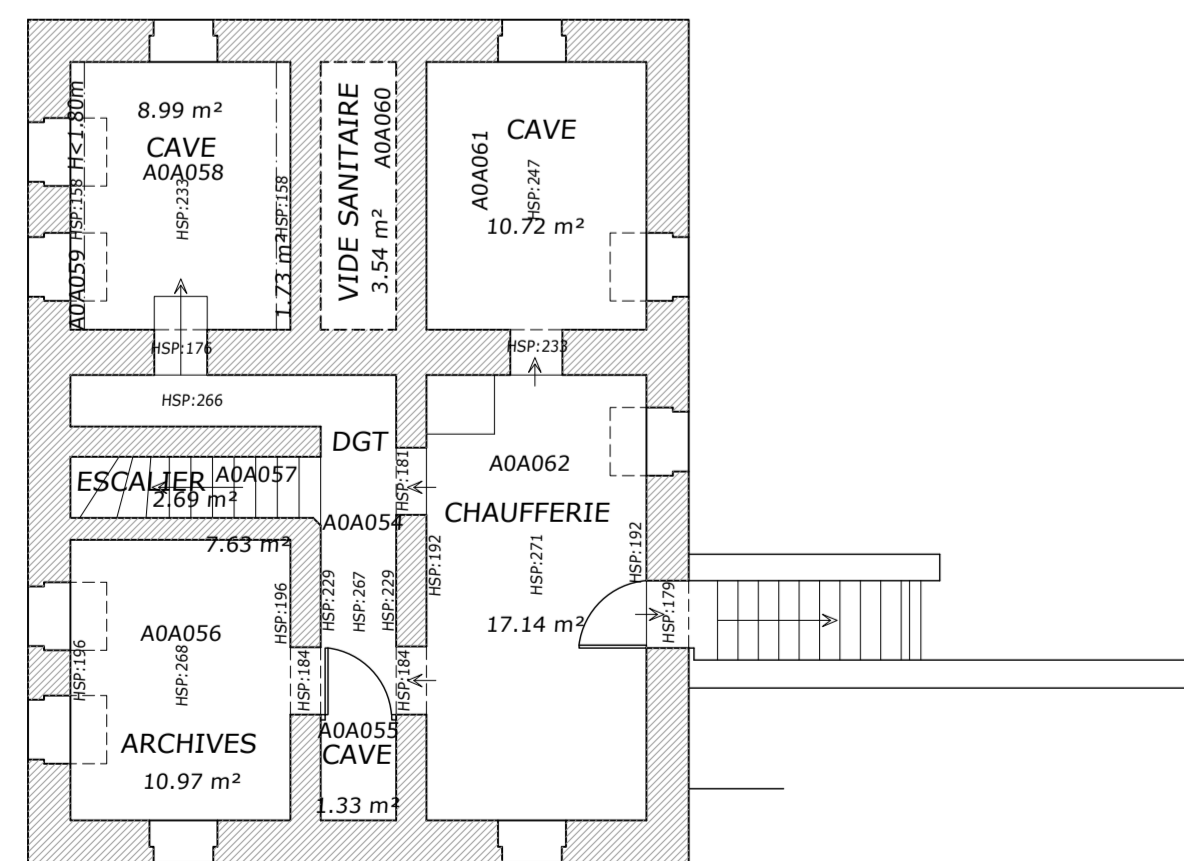 8.99 m²
CAVE
A0A058
HSP:233
H<1,80m
HSP:158
A0A059
HSP:158
1.73 m²
HSP:176
VIDE SANITAIRE
A0A060
3.54 m²
CAVE
A0A061
HSP:247
10.72 m²
HSP:233
HSP:266
DGT
A0A054
7.63 m²
HSP:229
HSP:267
HSP:229
ESCALIER
A0A057
2.69 m²
HSP:181
A0A062
CHAUFFERIE
HSP:192
HSP:271
HSP:192
17.14 m²
HSP:179
A0A056
HSP:196
HSP:268
HSP:196
ARCHIVES
10.97 m²
HSP:184
HSP:184
A0A055
CAVE
1.33 m²